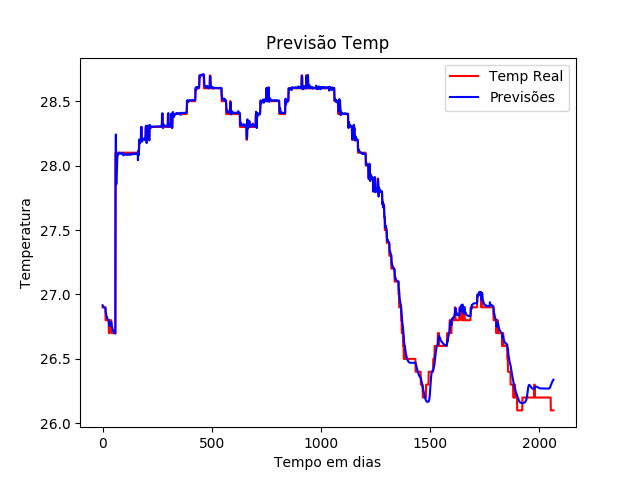 Previsão Temp
Temp Real
Previsões
Temperatura
28.5
28.0
27.5
27.0
26.5
26.0
0
500
1000
1500
2000
Tempo em dias